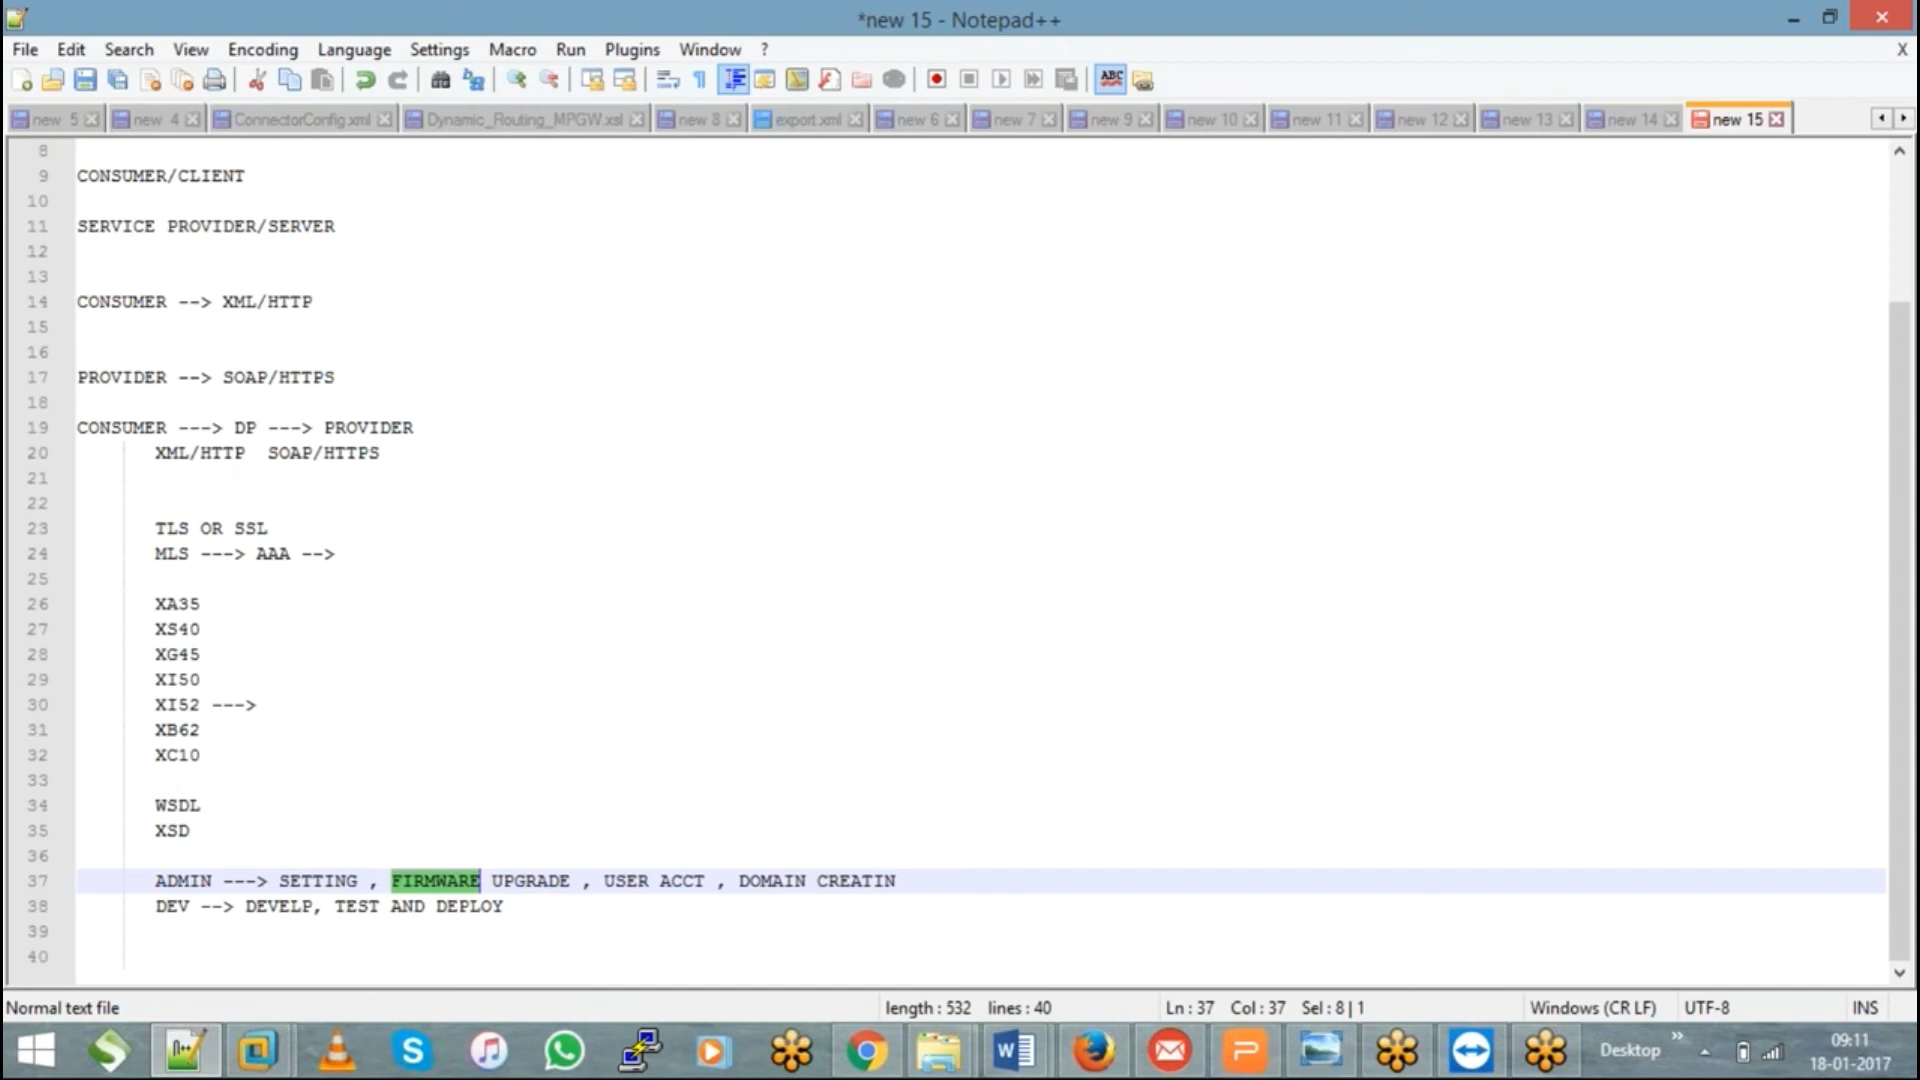 *new 15 - Notepad++
File Edit Search View Encoding Language Settings Macro Run Plugins Window ? X
new 5 new 4 ConnectorConfig.xml Dynamic_Routing_MPGW.xsl new 8 export.xml new 6 new 7 new 9 new 10 new 11 new 12 new 13 new 14 new 15
8
9 CONSUMER/CLIENT
10
11 SERVICE PROVIDER/SERVER
12
13
14 CONSUMER --> XML/HTTP
15
16
17 PROVIDER --> SOAP/HTTPS
18
19 CONSUMER ---> DP ---> PROVIDER
20 XML/HTTP SOAP/HTTPS
21
22
23 TLS OR SSL
24 MLS ---> AAA -->
25
26 XA35
27 XS40
28 XG45
29 XI50
30 XI52 --->
31 XB62
32 XC10
33
34 WSDL
35 XSD
36
37 ADMIN ---> SETTING , FIRMWARE UPGRADE , USER ACCT , DOMAIN CREATIN
38 DEV --> DEVELP, TEST AND DEPLOY
39
40
Normal text file length : 532 lines : 40 Ln : 37 Col : 37 Sel : 8 | 1 Windows (CR LF) UTF-8 INS
Desktop 09:11
18-01-2017